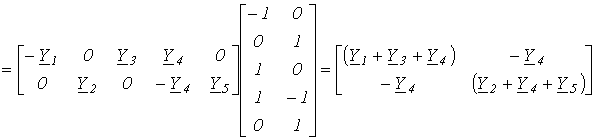 = [ -Y1 0 Y3 Y4 0 ; 0 Y2 0 -Y4 Y5 ] [ -1 0 ; 0 1 ; 1 0 ; 1 -1 ; 0 1 ] = [ (Y1 + Y3 + Y4) -Y4 ; -Y4 (Y2 + Y4 + Y5) ]